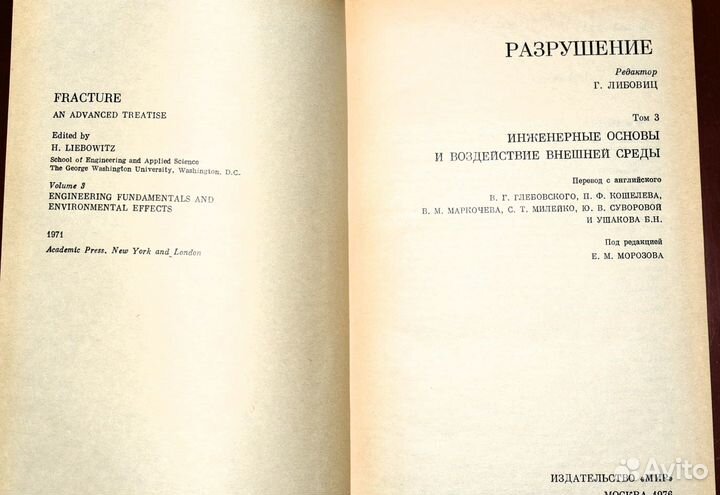 FRACTURE
AN ADVANCED TREATISE
Edited by
H. LIEBOWITZ
School of Engineering and Applied Science
The George Washington University, Washington, D.C.
Volume 3
ENGINEERING FUNDAMENTALS AND
ENVIRONMENTAL EFFECTS
1971
Academic Press, New York and London
РАЗРУШЕНИЕ
Редактор
Г. ЛИБОВИЦ
Том 3
ИНЖЕНЕРНЫЕ ОСНОВЫ
И ВОЗДЕЙСТВИЕ ВНЕШНЕЙ СРЕДЫ
Перевод с английского
В. Г. ГЛЕБОВСКОГО, П. Ф. КОШЕЛЕВА,
В. М. МАРКОЧЕВА, С. Т. МИЛЕЙКО, Ю. В. СУВОРОВОЙ
И УШАКОВА Б.Н.
Под редакцией
Е. М. МОРОЗОВА
ИЗДАТЕЛЬСТВО «МИР»
МОСКВА 1976
Avito